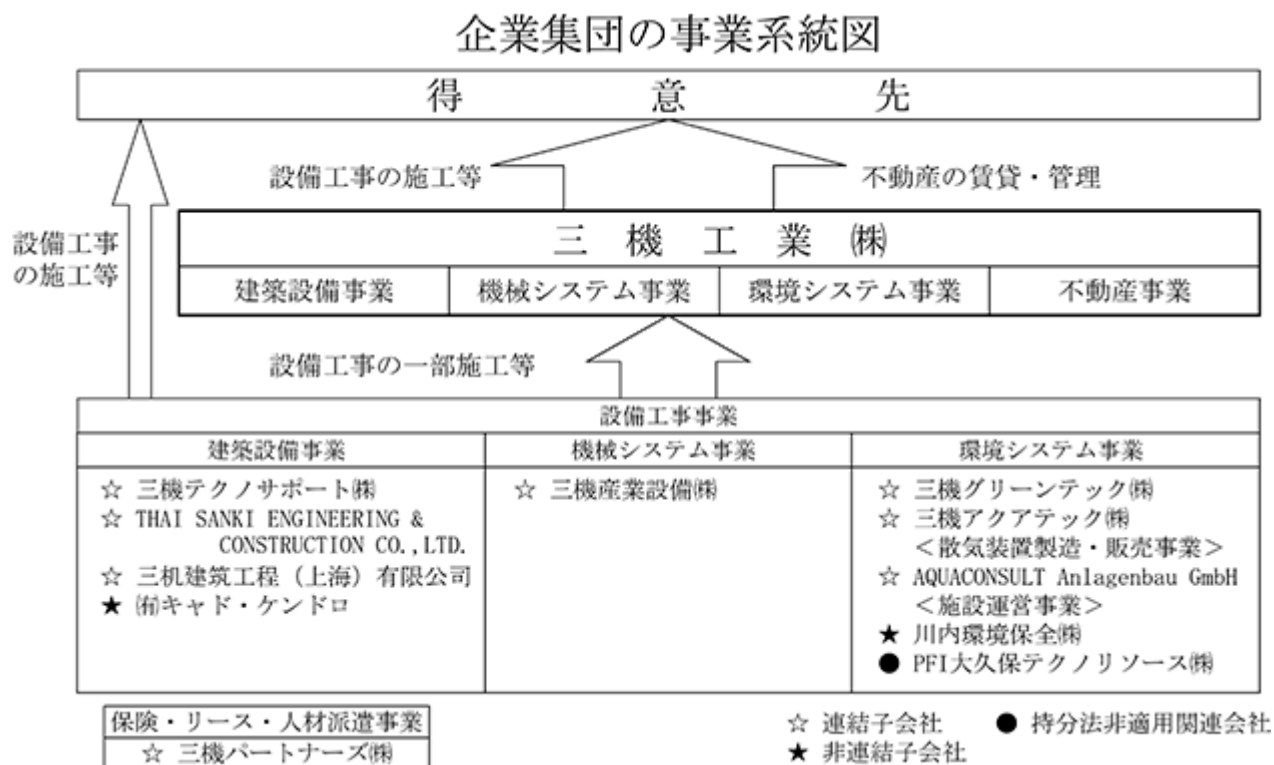 企業集団の事業系統図
得意先
設備工事の施工等
不動産の賃貸・管理
設備工事
の施工等
三機工業㈱
建築設備事業
機械システム事業
環境システム事業
不動産事業
設備工事の一部施工等
設備工事事業
建築設備事業
☆ 三機テクノサポート㈱
☆ THAI SANKI ENGINEERING &
CONSTRUCTION CO.,LTD.
☆ 三机建筑工程（上海）有限公司
★ ㈲キャド・ケンドロ
機械システム事業
☆ 三機産業設備㈱
環境システム事業
☆ 三機グリーンテック㈱
☆ 三機アクアテック㈱
＜散気装置製造・販売事業＞
☆ AQUACONSULT Anlagenbau GmbH
＜施設運営事業＞
★ 川内環境保全㈱
● PFI大久保テクノリソース㈱
保険・リース・人材派遣事業
☆ 三機パートナーズ㈱
☆ 連結子会社
● 持分法非適用関連会社
★ 非連結子会社